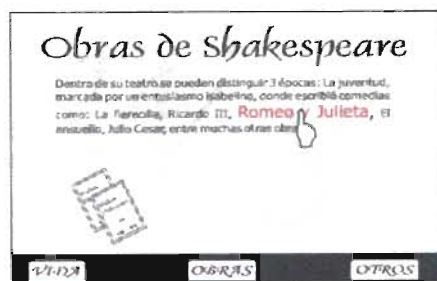 Obras de Shakespeare
Dentro de su teatro se pueden distinguir 3 épocas: La juventud,
marcada por un entusiasmo isabelino, donde escribió comedias
como: La fierecilla, Ricardo III, Romeo y Julieta, El
ensueño, Julio Cesar, entre muchas otras obras
VIDA
OBRAS
OTROS